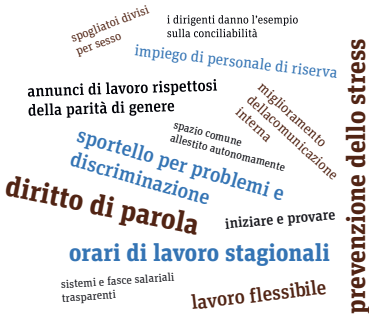 spogliatoi divisi
per sesso
i dirigenti danno l'esempio
sulla conciliabilità
impiego di personale di riserva
annunci di lavoro rispettosi
della parità di genere
miglioramento
dellacomunicazione
interna
spazio comune
allestito autonomamente
sportello per problemi e
discriminazione
prevenzione dello stress
diritto di parola
iniziare e provare
orari di lavoro stagionali
sistemi e fasce salariali
trasparenti
lavoro flessibile